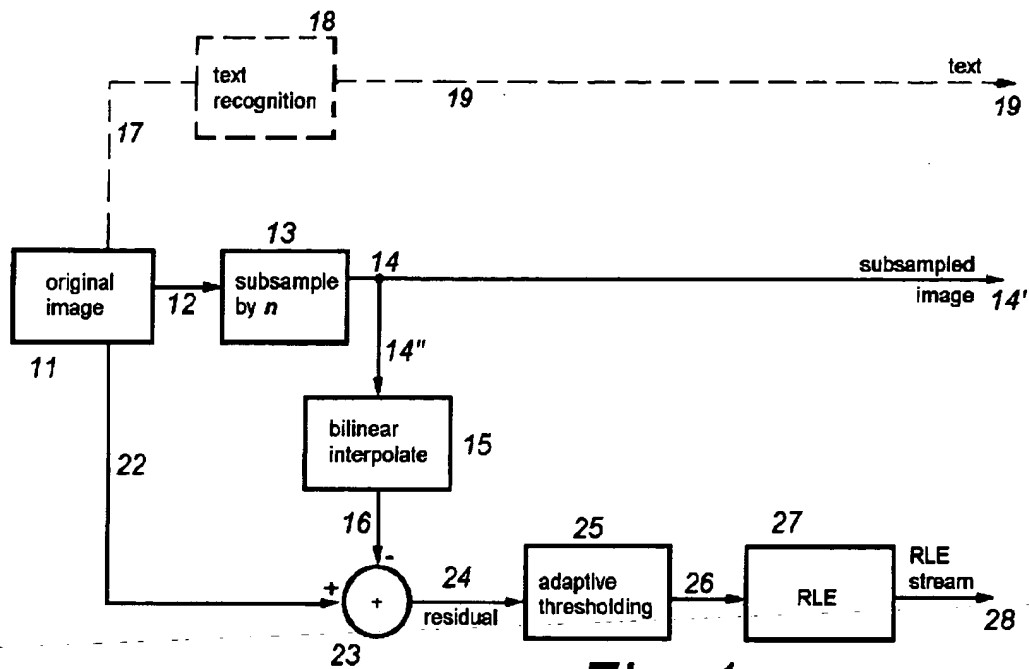 18
text
recognition
text
19
19
17
13
original
image
12
subsample
by n
14
subsampled
image
14'
11
14"
bilinear
interpolate
15
22
16
-
25
27
+
+
24
residual
adaptive
thresholding
26
RLE
RLE
stream
28
23